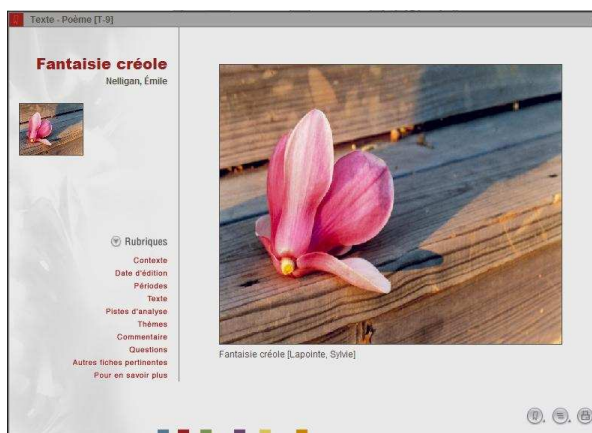 Texte - Poème [T-9]
Fantaisie créole
Nelligan, Émile
Rubriques
Contexte
Date d'édition
Périodes
Texte
Pistes d'analyse
Thèmes
Commentaire
Questions
Autres fiches pertinentes
Pour en savoir plus
Fantaisie créole [Lapointe, Sylvie]